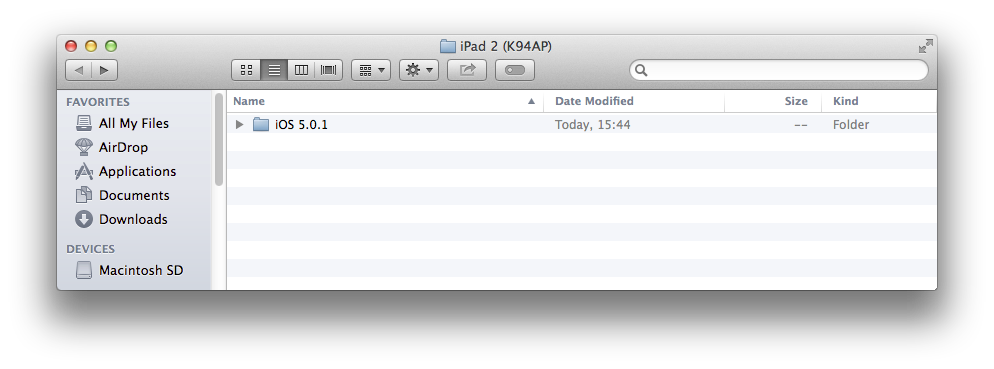 iPad 2 (K94AP)
FAVORITES
All My Files
AirDrop
Applications
Documents
Downloads
DEVICES
Macintosh SD
Name Date Modified Size Kind
iOS 5.0.1 Today, 15:44 -- Folder